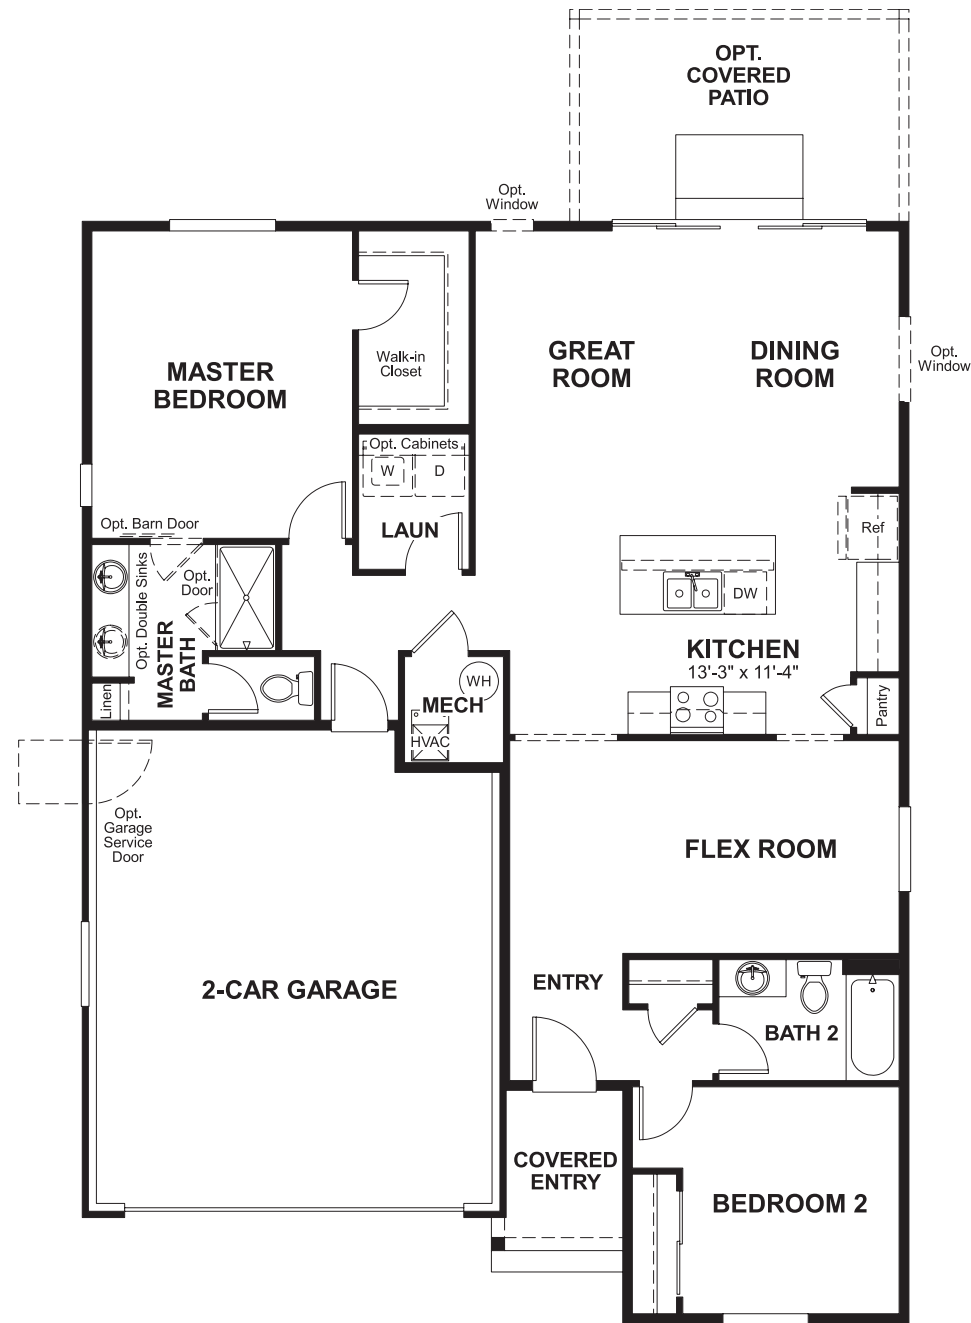 OPT.
COVERED
PATIO
Opt.
Window
MASTER
BEDROOM
Walk-in
Closet
GREAT
ROOM
DINING
ROOM
Opt.
Window
Opt. Cabinets
W
D
LAUN
Opt. Barn Door
Opt. Double Sinks
Opt.
Door
MASTER
BATH
Linen
Ref
DW
KITCHEN
13'-3" x 11'-4"
Pantry
WH
MECH
HVAC
Opt.
Garage
Service
Door
FLEX ROOM
2-CAR GARAGE
ENTRY
BATH 2
COVERED
ENTRY
BEDROOM 2